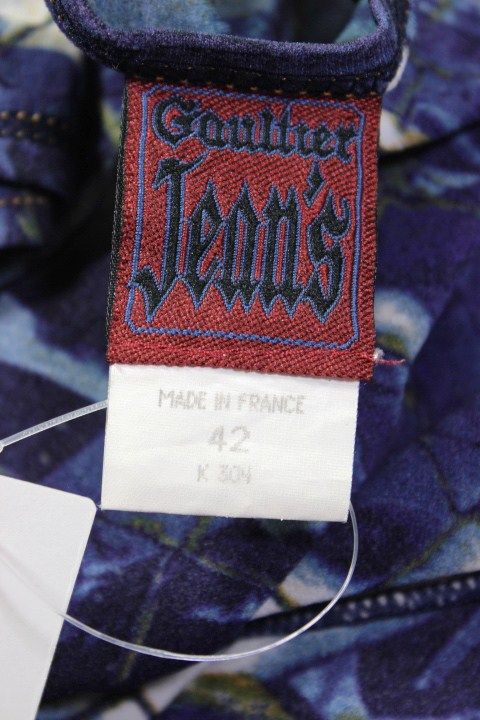 Gaultier
Jean's
MADE IN FRANCE
42
K 304